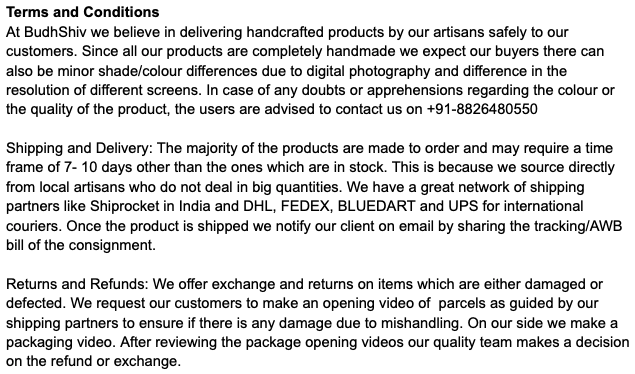 Terms and Conditions
At BudhShiv we believe in delivering handcrafted products by our artisans safely to our
customers. Since all our products are completely handmade we expect our buyers there can
also be minor shade/colour differences due to digital photography and difference in the
resolution of different screens. In case of any doubts or apprehensions regarding the colour or
the quality of the product, the users are advised to contact us on +91-8826480550

Shipping and Delivery: The majority of the products are made to order and may require a time
frame of 7- 10 days other than the ones which are in stock. This is because we source directly
from local artisans who do not deal in big quantities. We have a great network of shipping
partners like Shiprocket in India and DHL, FEDEX, BLUEDART and UPS for international
couriers. Once the product is shipped we notify our client on email by sharing the tracking/AWB
bill of the consignment.

Returns and Refunds: We offer exchange and returns on items which are either damaged or
defected. We request our customers to make an opening video of  parcels as guided by our
shipping partners to ensure if there is any damage due to mishandling. On our side we make a
packaging video. After reviewing the package opening videos our quality team makes a decision
on the refund or exchange.